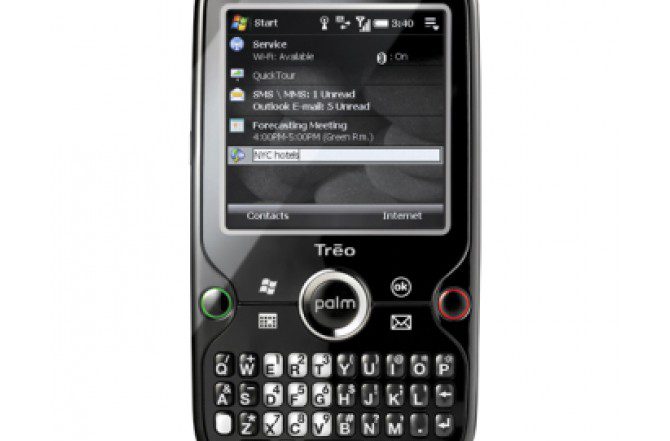 Start 3:40
Service
Wi-Fi: Available : On
QuickTour
SMS \ MMS: 1 Unread
Outlook E-mail: 5 Unread
Forecasting Meeting
4:00PM-5:00PM (Green Rm.)
NYC hotels
Contacts Internet
Trēo
palm ok
Q W E R T Y U I O P
A S D F G H J K L
Z X C V B N M